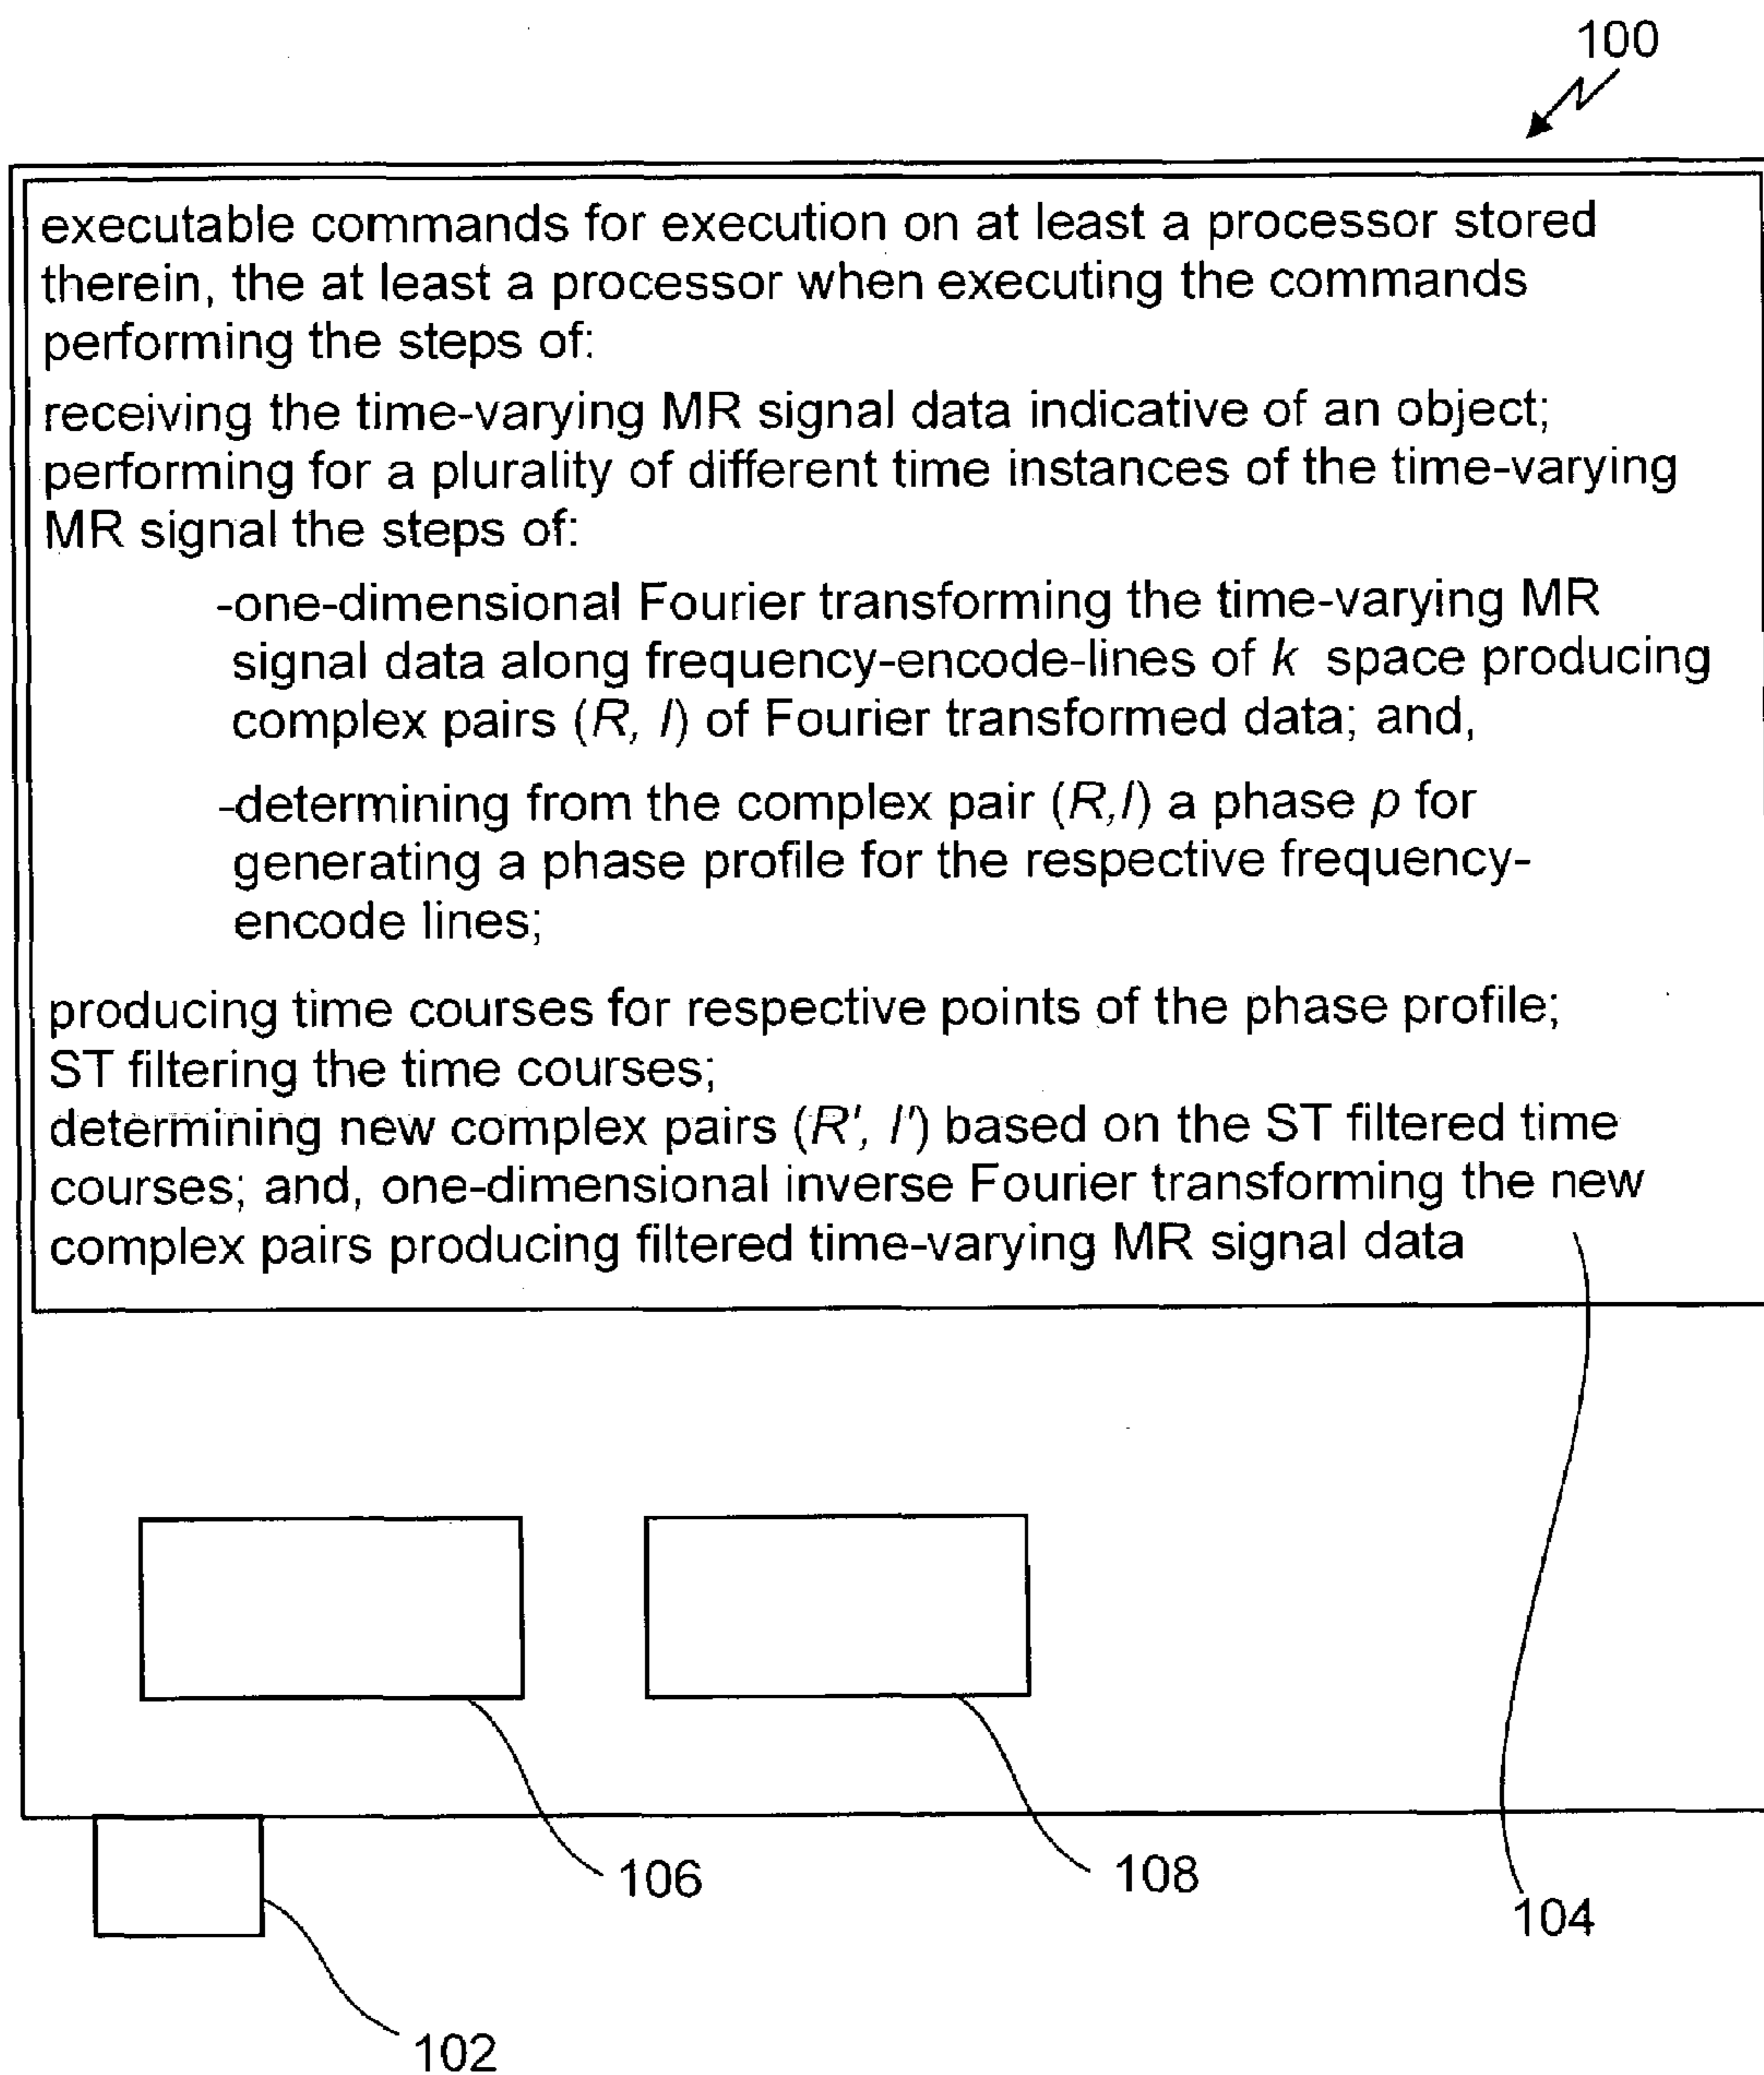 100
executable commands for execution on at least a processor stored
therein, the at least a processor when executing the commands
performing the steps of:
receiving the time-varying MR signal data indicative of an object;
performing for a plurality of different time instances of the time-varying
MR signal the steps of:
-one-dimensional Fourier transforming the time-varying MR
signal data along frequency-encode-lines of k space producing
complex pairs (R, I) of Fourier transformed data; and,
-determining from the complex pair (R,I) a phase p for
generating a phase profile for the respective frequency-
encode lines;
producing time courses for respective points of the phase profile;
ST filtering the time courses;
determining new complex pairs (R', I') based on the ST filtered time
courses; and, one-dimensional inverse Fourier transforming the new
complex pairs producing filtered time-varying MR signal data
106
108
104
102